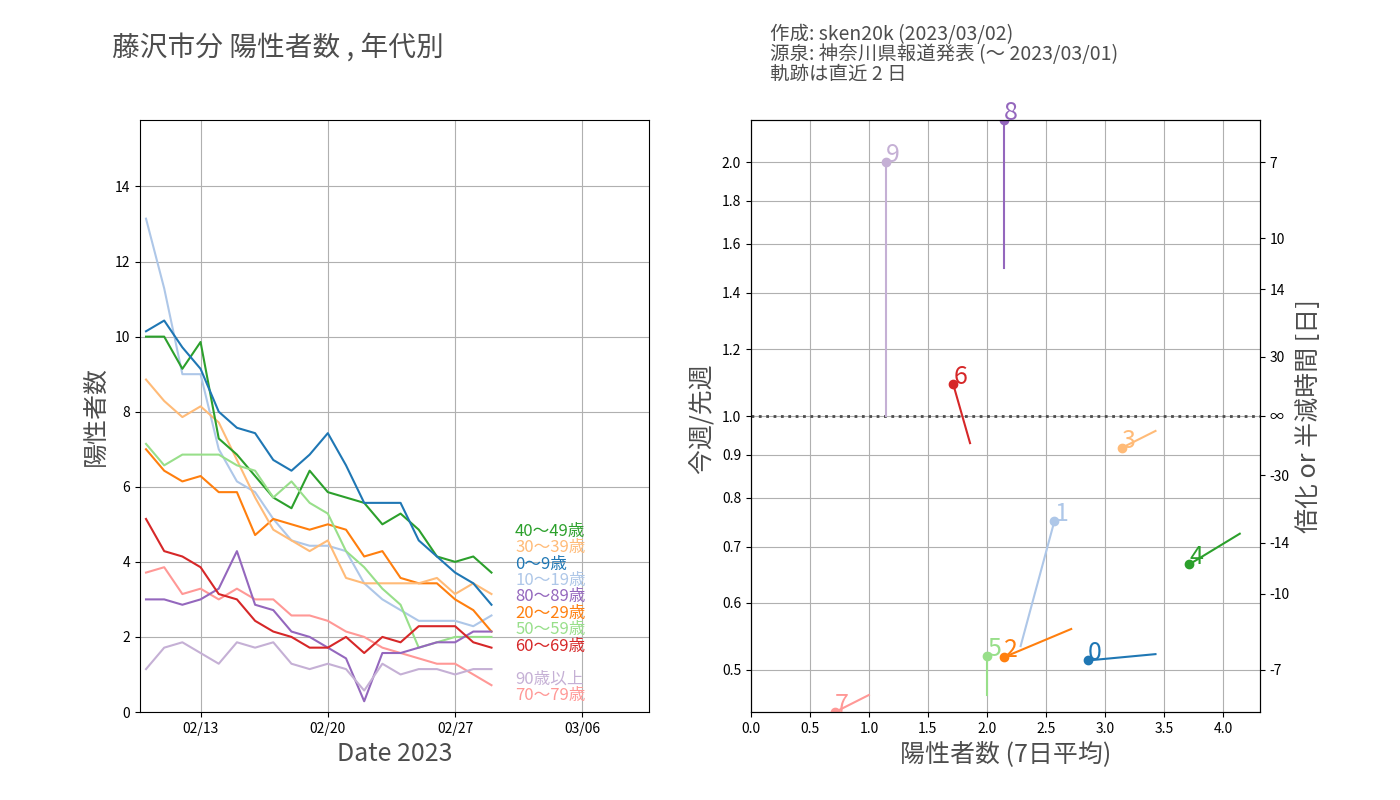 藤沢市分 陽性者数 , 年代別
作成: sken20k (2023/03/02)
源泉: 神奈川県報道発表 (〜 2023/03/01)
軌跡は直近 2 日
陽性者数
14
12
10
8
6
4
2
0
02/13
02/20
02/27
03/06
Date 2023
40〜49歳
30〜39歳
0〜9歳
10〜19歳
80〜89歳
20〜29歳
50〜59歳
60〜69歳
90歳以上
70〜79歳
今週/先週
2.0
1.8
1.6
1.4
1.2
1.0
0.9
0.8
0.7
0.6
0.5
8
9
6
3
1
4
5
2
0
7
0.0
0.5
1.0
1.5
2.0
2.5
3.0
3.5
4.0
陽性者数 (7日平均)
7
10
14
30
∞
-30
-14
-10
-7
倍化 or 半減時間 [日]